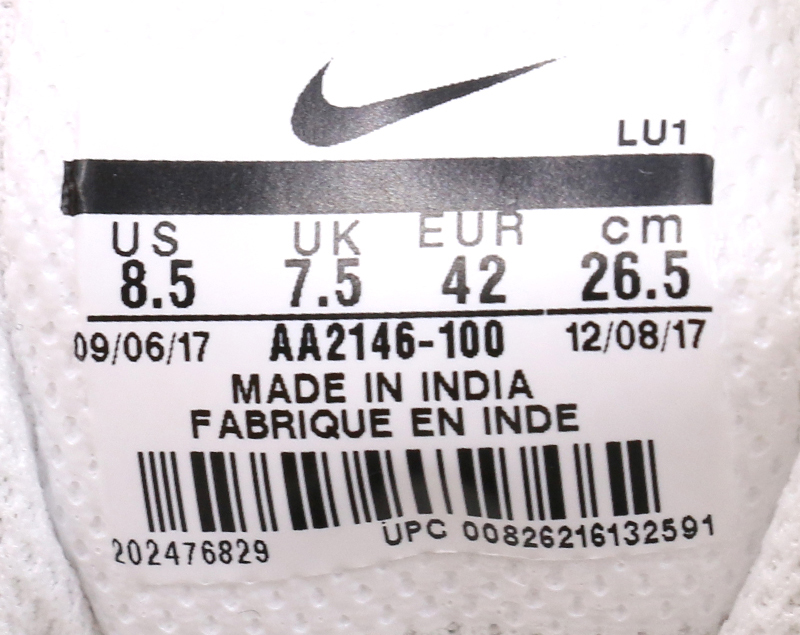 LU1
US UK EUR cm
8.5 7.5 42 26.5
09/06/17 AA2146-100 12/08/17
MADE IN INDIA
FABRIQUE EN INDE
202476829 UPC 00826216132591